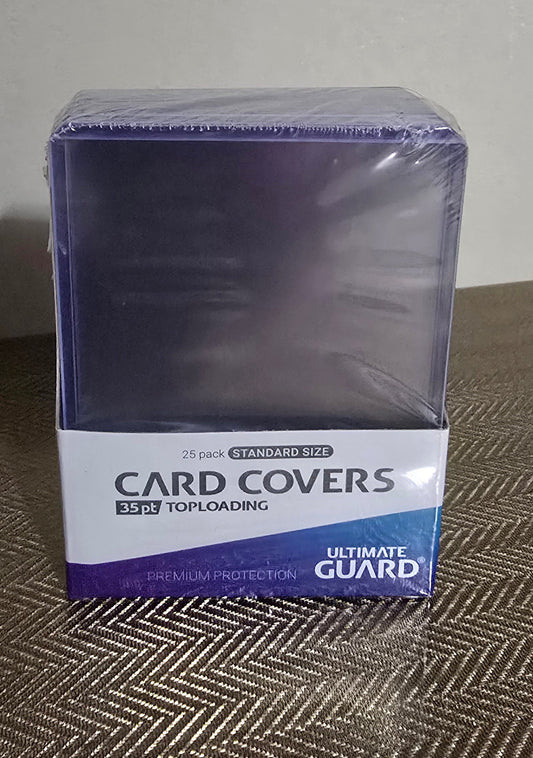 25 pack STANDARD SIZE
CARD COVERS
35pt TOPLOADING
PREMIUM PROTECTION
ULTIMATE
GUARD®